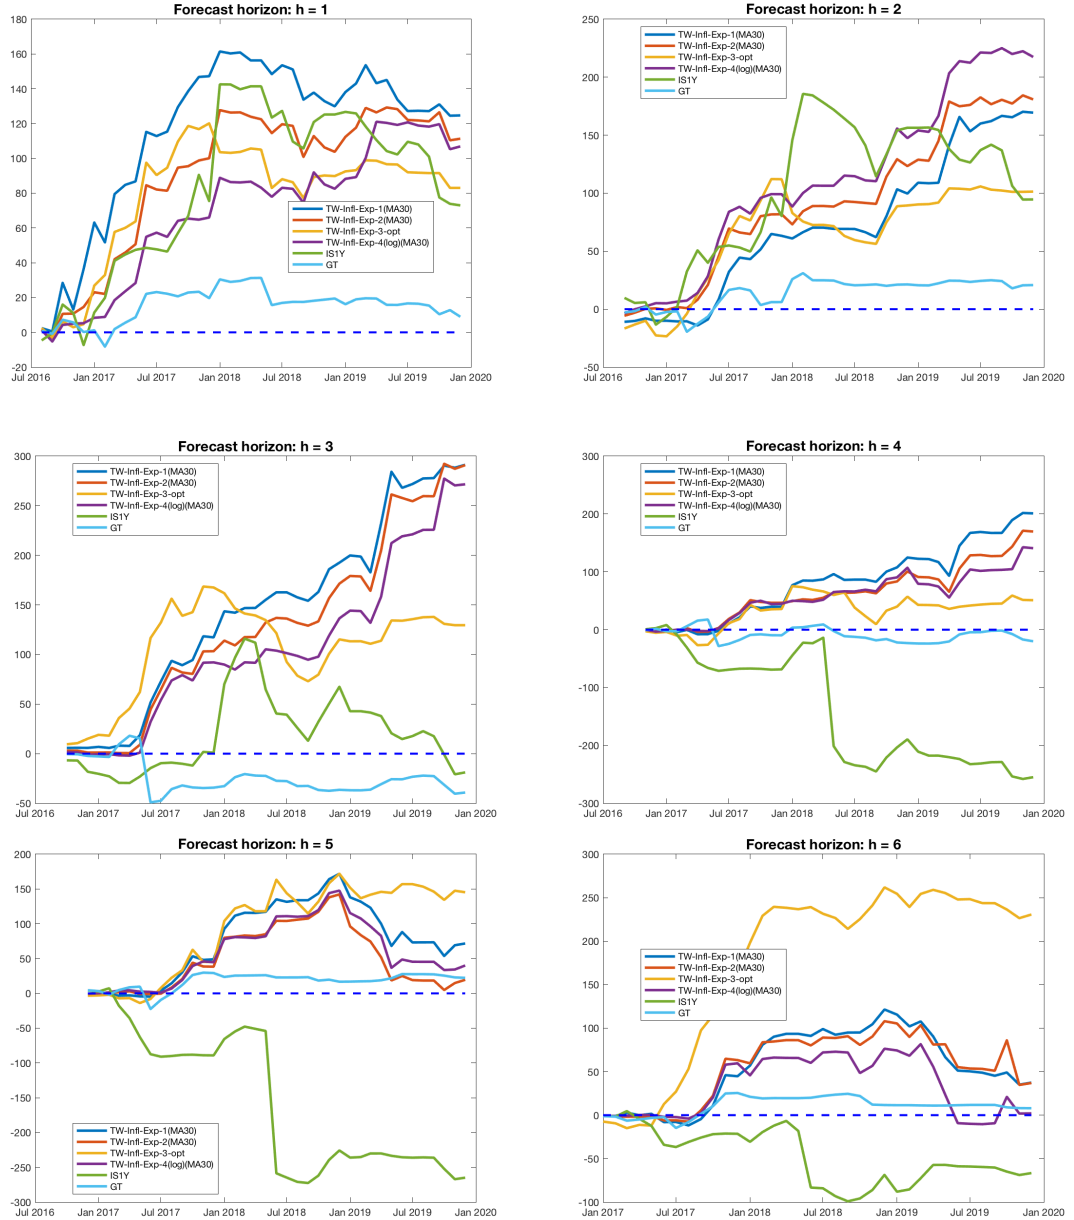 Forecast horizon: h = 1
180
160
140
120
100
80
60
40
20
0
-20
Jul 2016 Jan 2017 Jul 2017 Jan 2018 Jul 2018 Jan 2019 Jul 2019 Jan 2020
TW-Infl-Exp-1(MA30)
TW-Infl-Exp-2(MA30)
TW-Infl-Exp-3-opt
TW-Infl-Exp-4(log)(MA30)
IS1Y
GT
Forecast horizon: h = 2
250
200
150
100
50
0
-50
Jul 2016 Jan 2017 Jul 2017 Jan 2018 Jul 2018 Jan 2019 Jul 2019 Jan 2020
TW-Infl-Exp-1(MA30)
TW-Infl-Exp-2(MA30)
TW-Infl-Exp-3-opt
TW-Infl-Exp-4(log)(MA30)
IS1Y
GT
Forecast horizon: h = 3
300
250
200
150
100
50
0
-50
Jul 2016 Jan 2017 Jul 2017 Jan 2018 Jul 2018 Jan 2019 Jul 2019 Jan 2020
TW-Infl-Exp-1(MA30)
TW-Infl-Exp-2(MA30)
TW-Infl-Exp-3-opt
TW-Infl-Exp-4(log)(MA30)
IS1Y
GT
Forecast horizon: h = 4
300
200
100
0
-100
-200
-300
Jul 2016 Jan 2017 Jul 2017 Jan 2018 Jul 2018 Jan 2019 Jul 2019 Jan 2020
TW-Infl-Exp-1(MA30)
TW-Infl-Exp-2(MA30)
TW-Infl-Exp-3-opt
TW-Infl-Exp-4(log)(MA30)
IS1Y
GT
Forecast horizon: h = 5
200
150
100
50
0
-50
-100
-150
-200
-250
-300
Jul 2016 Jan 2017 Jul 2017 Jan 2018 Jul 2018 Jan 2019 Jul 2019 Jan 2020
TW-Infl-Exp-1(MA30)
TW-Infl-Exp-2(MA30)
TW-Infl-Exp-3-opt
TW-Infl-Exp-4(log)(MA30)
IS1Y
GT
Forecast horizon: h = 6
300
250
200
150
100
50
0
-50
-100
Jan 2017 Jul 2017 Jan 2018 Jul 2018 Jan 2019 Jul 2019 Jan 2020
TW-Infl-Exp-1(MA30)
TW-Infl-Exp-2(MA30)
TW-Infl-Exp-3-opt
TW-Infl-Exp-4(log)(MA30)
IS1Y
GT